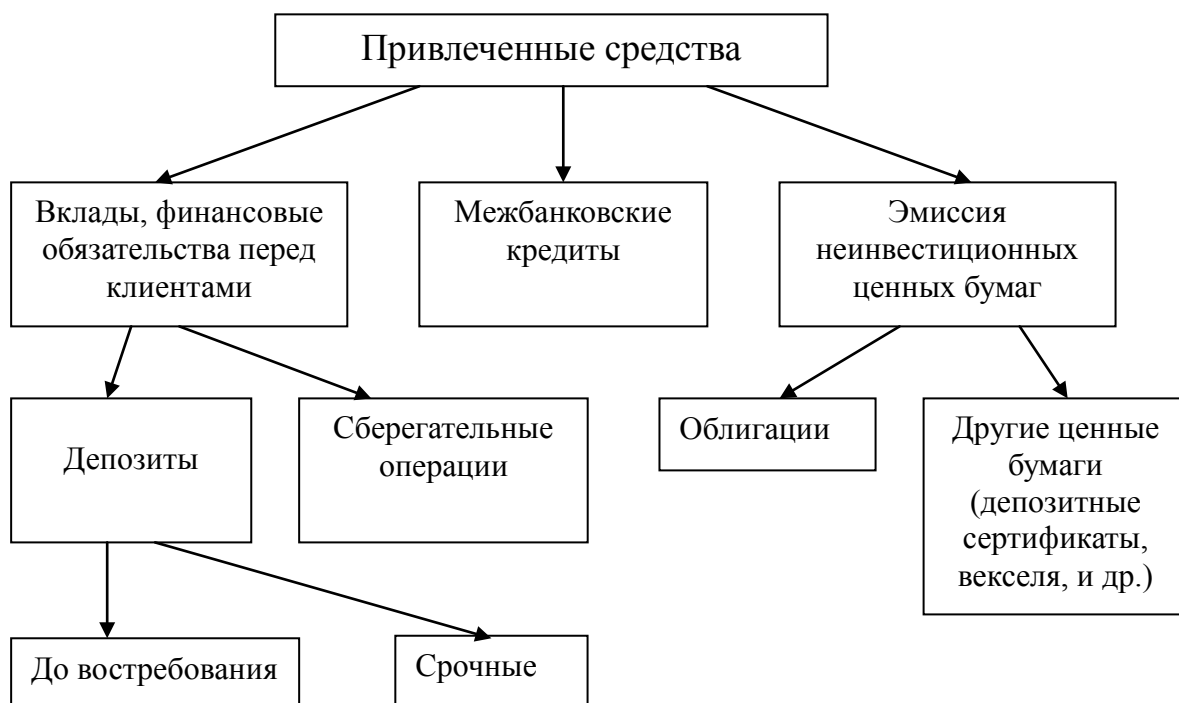 Привлеченные средства
Вклады, финансовые
обязательства перед
клиентами
Межбанковские
кредиты
Эмиссия
неинвестиционных
ценных бумаг
Депозиты
Сберегательные
операции
Облигации
Другие ценные
бумаги
(депозитные
сертификаты,
векселя, и др.)
До востребования
Срочные